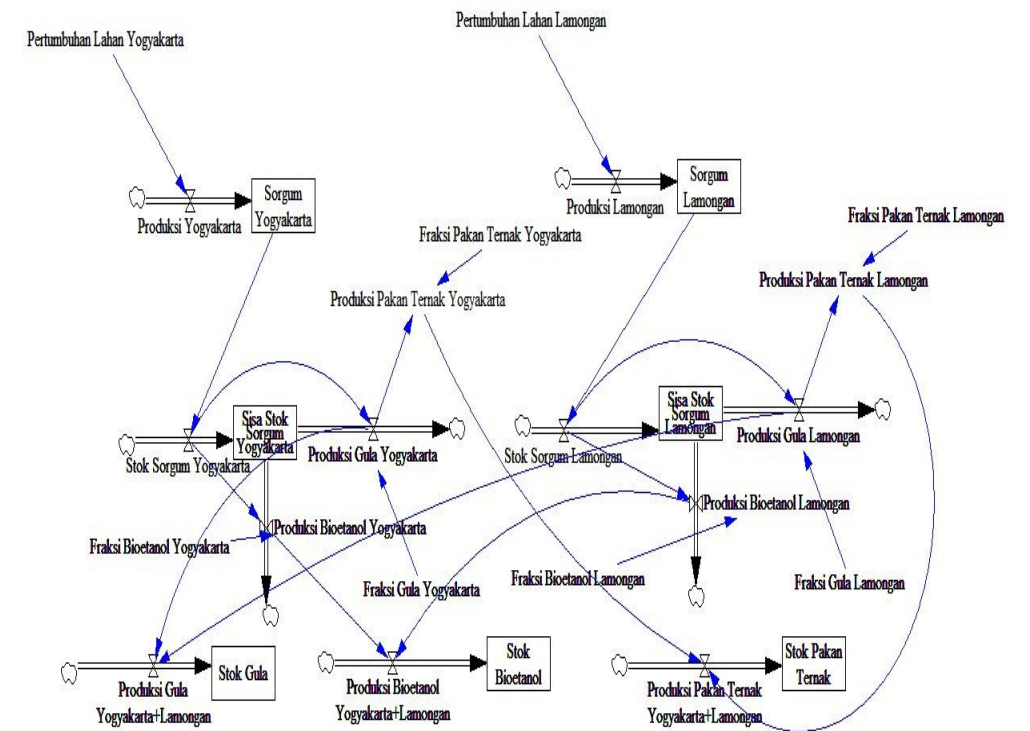 Pertumbuhan Lahan Lamongan
Pertumbuhan Lahan Yogyakarta
Sorgum
Yogyakarta
Produksi Yogyakarta
Sorgum
Lamongan
Produksi Lamongan
Fraksi Pakan Ternak Yogyakarta
Fraksi Pakan Ternak Lamongan
Produksi Pakan Ternak Yogyakarta
Produksi Pakan Ternak Lamongan
Sisa Stok
Sorgum
Yogyakarta
Stok Sorgum Yogyakarta
Produksi Gula Yogyakarta
Sisa Stok
Sorgum
Lamongan
Stok Sorgum Lamongan
Produksi Gula Lamongan
Produksi Bioetanol Yogyakarta
Produksi Bioetanol Lamongan
Fraksi Bioetanol Yogyakarta
Fraksi Gula Yogyakarta
Fraksi Bioetanol Lamongan
Fraksi Gula Lamongan
Stok Gula
Produksi Gula
Yogyakarta+Lamongan
Stok
Bioetanol
Produksi Bioetanol
Yogyakarta+Lamongan
Stok Pakan
Ternak
Produksi Pakan Ternak
Yogyakarta+Lamongan